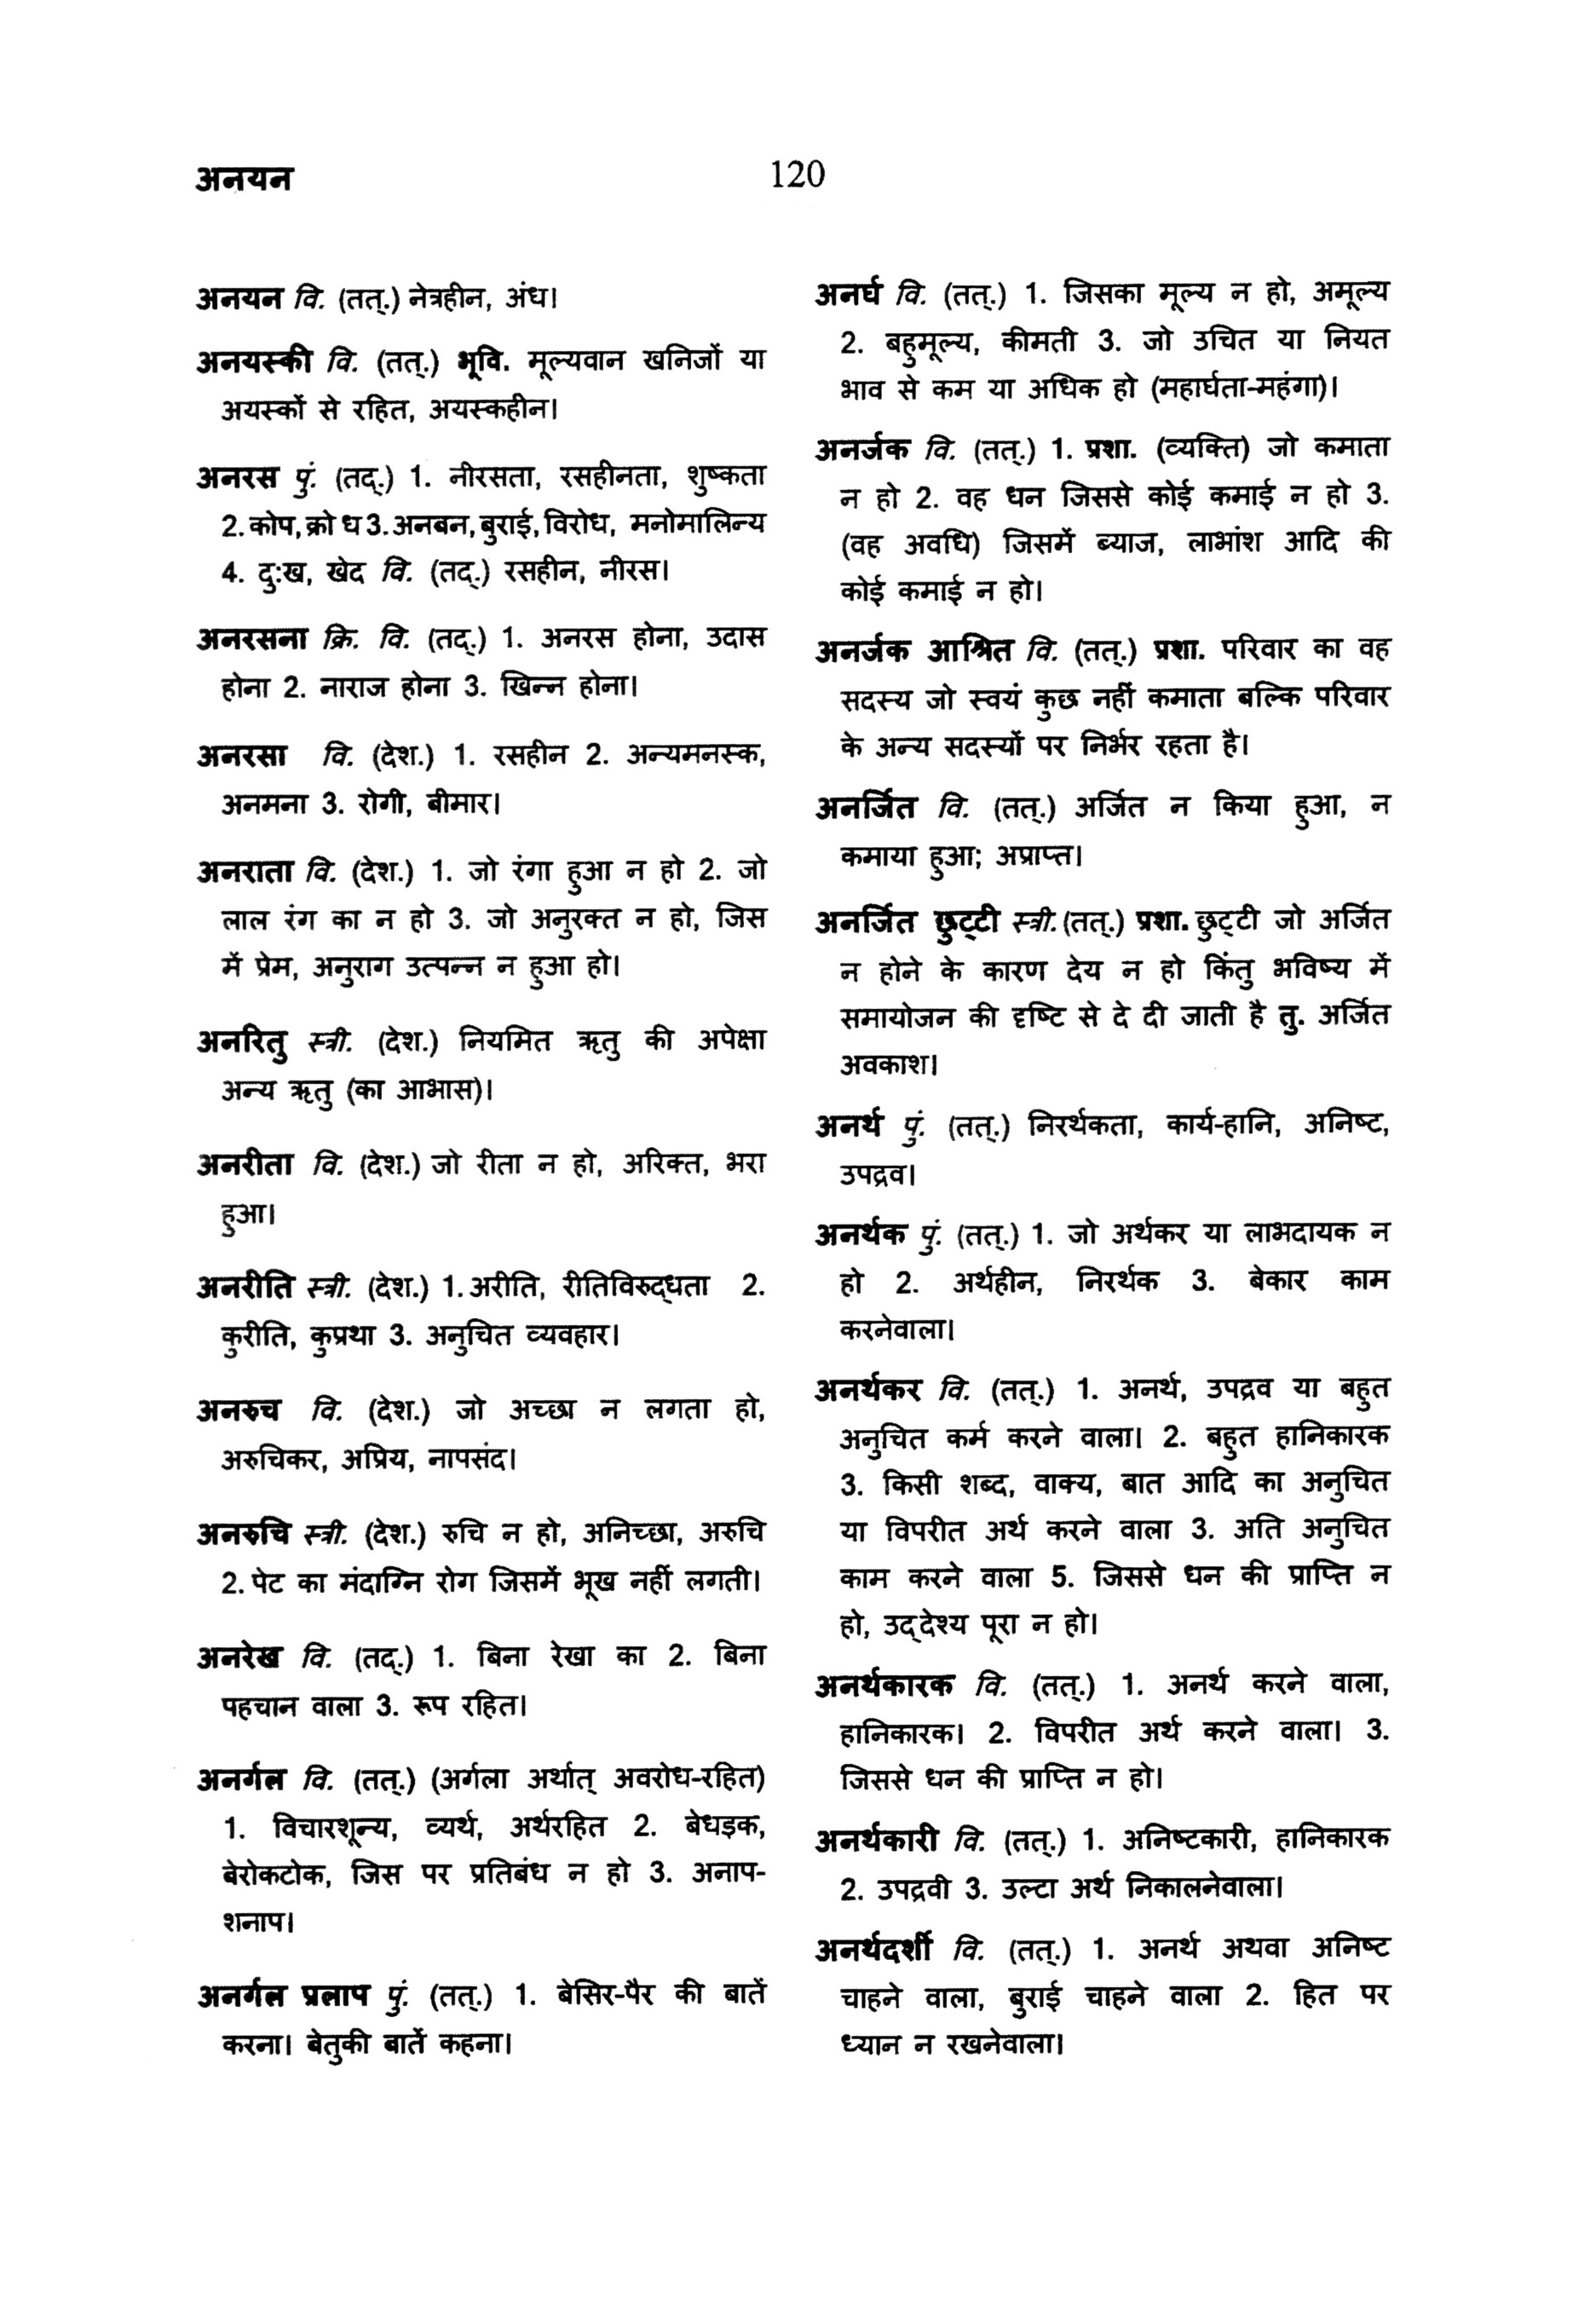 अनयन
120
अनयन वि. (तत्.) नेत्रहीन, अंध।
अनयस्की वि. (तत्.) भूवि. मूल्यवान खनिजों या
अयस्कों से रहित, अयस्कहीन।
अनरस पुं. (तद्.) 1. नीरसता, रसहीनता, शुष्कता
2. कोप, क्रो ध 3. अनबन, बुराई, विरोध, मनोमालिन्य
4. दुःख, खेद वि. (तद्.) रसहीन, नीरस।
अनरसना क्रि. वि. (तद्.) 1. अनरस होना, उदास
होना 2. नाराज होना 3. खिन्न होना।
अनरसा वि. (देश.) 1. रसहीन 2. अन्यमनस्क,
अनमना 3. रोगी, बीमार।
अनराता वि. (देश.) 1. जो रंगा हुआ न हो 2. जो
लाल रंग का न हो 3. जो अनुरक्त न हो, जिस
में प्रेम, अनुराग उत्पन्न न हुआ हो।
अनरितु स्त्री. (देश.) नियमित ऋतु की अपेक्षा
अन्य ऋतु (का आभास)।
अनरीता वि. (देश.) जो रीता न हो, अरिक्त, भरा
हुआ।
अनरीति स्त्री. (देश.) 1. अरीति, रीतिविरुद्धता 2.
कुरीति, कुप्रथा 3. अनुचित व्यवहार।
अनरुच वि. (देश.) जो अच्छा न लगता हो,
अरुचिकर, अप्रिय, नापसंद।
अनरुचि स्त्री. (देश.) रुचि न हो, अनिच्छा, अरुचि
2. पेट का मंदाग्नि रोग जिसमें भूख नहीं लगती।
अनरेख वि. (तद्.) 1. बिना रेखा का 2. बिना
पहचान वाला 3. रूप रहित।
अनर्गल वि. (तत्.) (अर्गला अर्थात् अवरोध-रहित)
1. विचारशून्य, व्यर्थ, अर्थरहित 2. बेधड़क,
बेरोकटोक, जिस पर प्रतिबंध न हो 3. अनाप-
शनाप।
अनर्गल प्रलाप पुं. (तत्.) 1. बेसिर-पैर की बातें
करना। बेतुकी बातें कहना।
अनर्घ वि. (तत्.) 1. जिसका मूल्य न हो, अमूल्य
2. बहुमूल्य, कीमती 3. जो उचित या नियत
भाव से कम या अधिक हो (महार्घता-महंगा)।
अनर्जक वि. (तत्.) 1. प्रशा. (व्यक्ति) जो कमाता
न हो 2. वह धन जिससे कोई कमाई न हो 3.
(वह अवधि) जिसमें ब्याज, लाभांश आदि की
कोई कमाई न हो।
अनर्जक आश्रित वि. (तत्.) प्रशा. परिवार का वह
सदस्य जो स्वयं कुछ नहीं कमाता बल्कि परिवार
के अन्य सदस्यों पर निर्भर रहता है।
अनर्जित वि. (तत्.) अर्जित न किया हुआ, न
कमाया हुआ; अप्राप्त।
अनर्जित छुट्टी स्त्री. (तत्.) प्रशा. छुट्टी जो अर्जित
न होने के कारण देय न हो किंतु भविष्य में
समायोजन की दृष्टि से दे दी जाती है तु. अर्जित
अवकाश।
अनर्थ पुं. (तत्.) निरर्थकता, कार्य-हानि, अनिष्ट,
उपद्रव।
अनर्थक पुं. (तत्.) 1. जो अर्थकर या लाभदायक न
हो 2. अर्थहीन, निरर्थक 3. बेकार काम
करनेवाला।
अनर्थकर वि. (तत्.) 1. अनर्थ, उपद्रव या बहुत
अनुचित कर्म करने वाला। 2. बहुत हानिकारक
3. किसी शब्द, वाक्य, बात आदि का अनुचित
या विपरीत अर्थ करने वाला 3. अति अनुचित
काम करने वाला 5. जिससे धन की प्राप्ति न
हो, उद्देश्य पूरा न हो।
अनर्थकारक वि. (तत्.) 1. अनर्थ करने वाला,
हानिकारक। 2. विपरीत अर्थ करने वाला। 3.
जिससे धन की प्राप्ति न हो।
अनर्थकारी वि. (तत्.) 1. अनिष्टकारी, हानिकारक
2. उपद्रवी 3. उल्टा अर्थ निकालनेवाला।
अनर्थदर्शी वि. (तत्.) 1. अनर्थ अथवा अनिष्ट
चाहने वाला, बुराई चाहने वाला 2. हित पर
ध्यान न रखनेवाला।